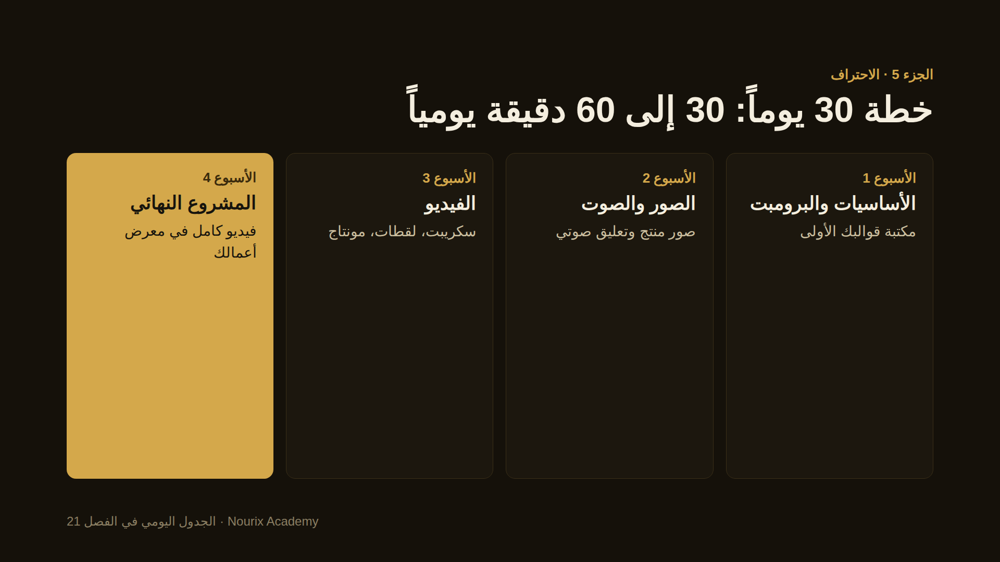 الجزء 5 · الاحتراف
خطة 30 يوماً: 30 إلى 60 دقيقة يومياً
الأسبوع 1
الأساسيات والبرومبت
مكتبة قوالبك الأولى
الأسبوع 2
الصور والصوت
صور منتج وتعليق صوتي
الأسبوع 3
الفيديو
سكريبت، لقطات، مونتاج
الأسبوع 4
المشروع النهائي
فيديو كامل في معرض
أعمالك
Nourix Academy · الجدول اليومي في الفصل 21